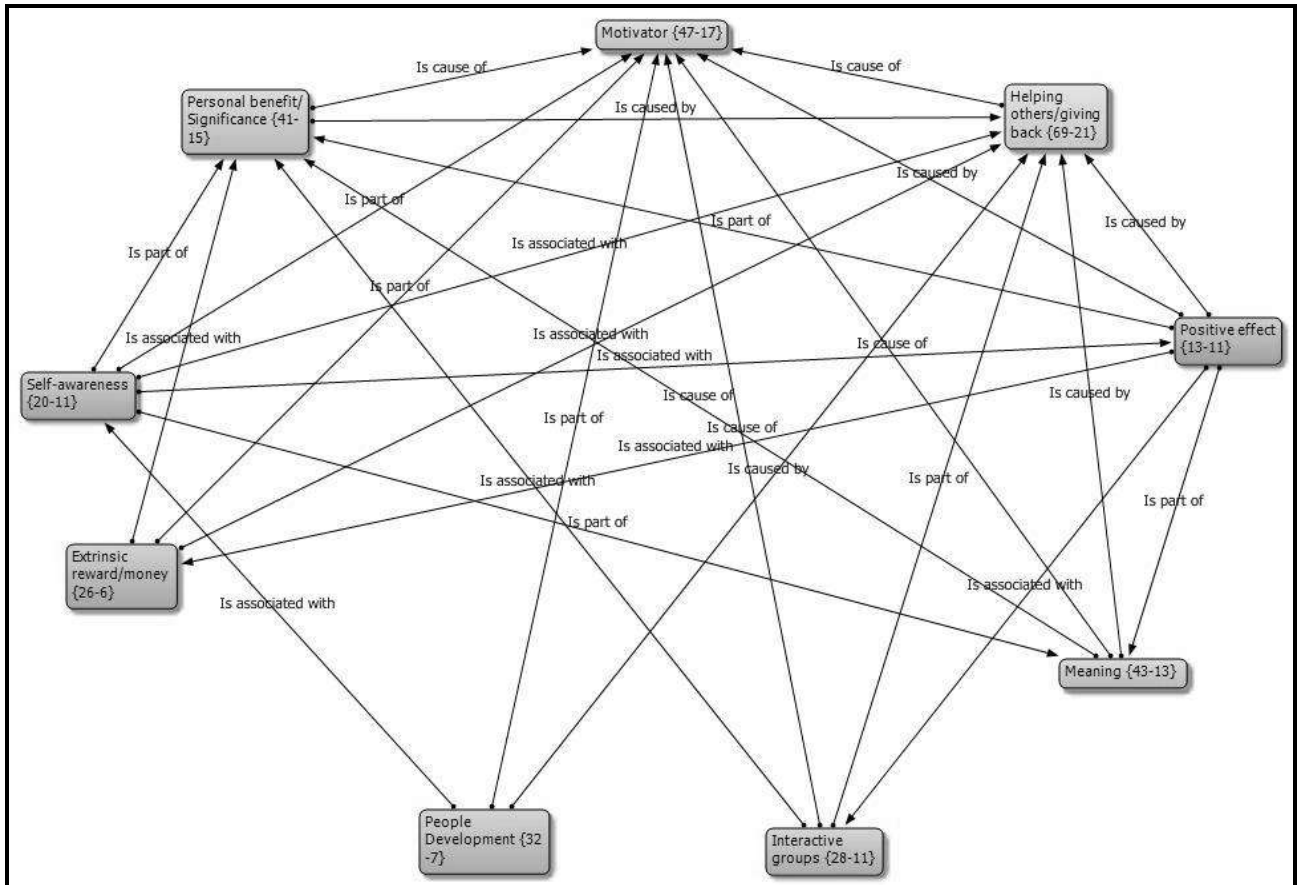 Motivator {47-17}
Is cause of
Is cause of
Personal benefit/
Significance {41-
15}
Helping
others/giving
back {69-21}
Is caused by
Is caused by
Is part of
Is part of
Is caused by
Is associated with
Is part of
Is part of
Is associated with
Is associated with
Is cause of
Positive effect
{13-11}
Is associated with
Self-awareness
{20-11}
Is cause of
Is caused by
Is part of
Is cause of
Is associated with
Is caused by
Is associated with
Is part of
Is part of
Is part of
Extrinsic
reward/money
{26-6}
Is associated with
Is associated with
Meaning {43-13}
People
Development {32
-7}
Interactive
groups {28-11}